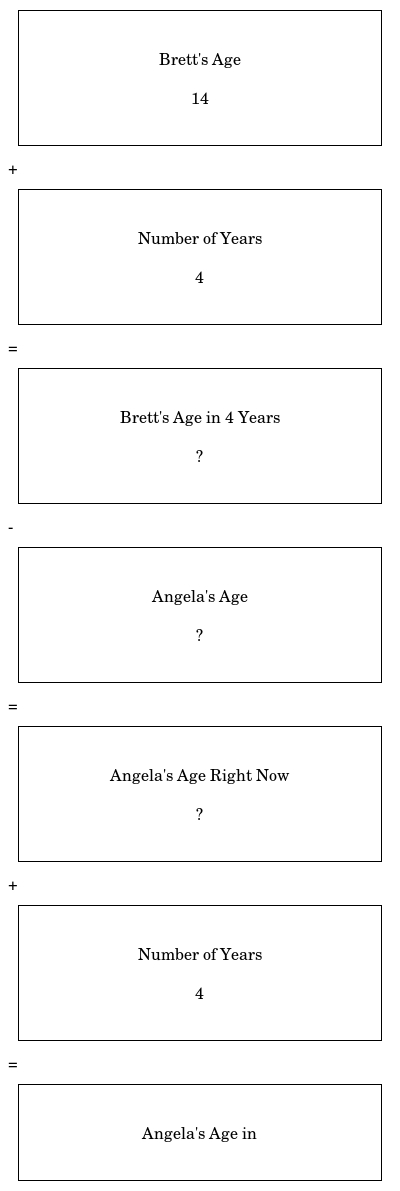 Brett's Age
14
+
Number of Years
4
=
Brett's Age in 4 Years
?
-
Angela's Age
?
=
Angela's Age Right Now
?
+
Number of Years
4
=
Angela's Age in